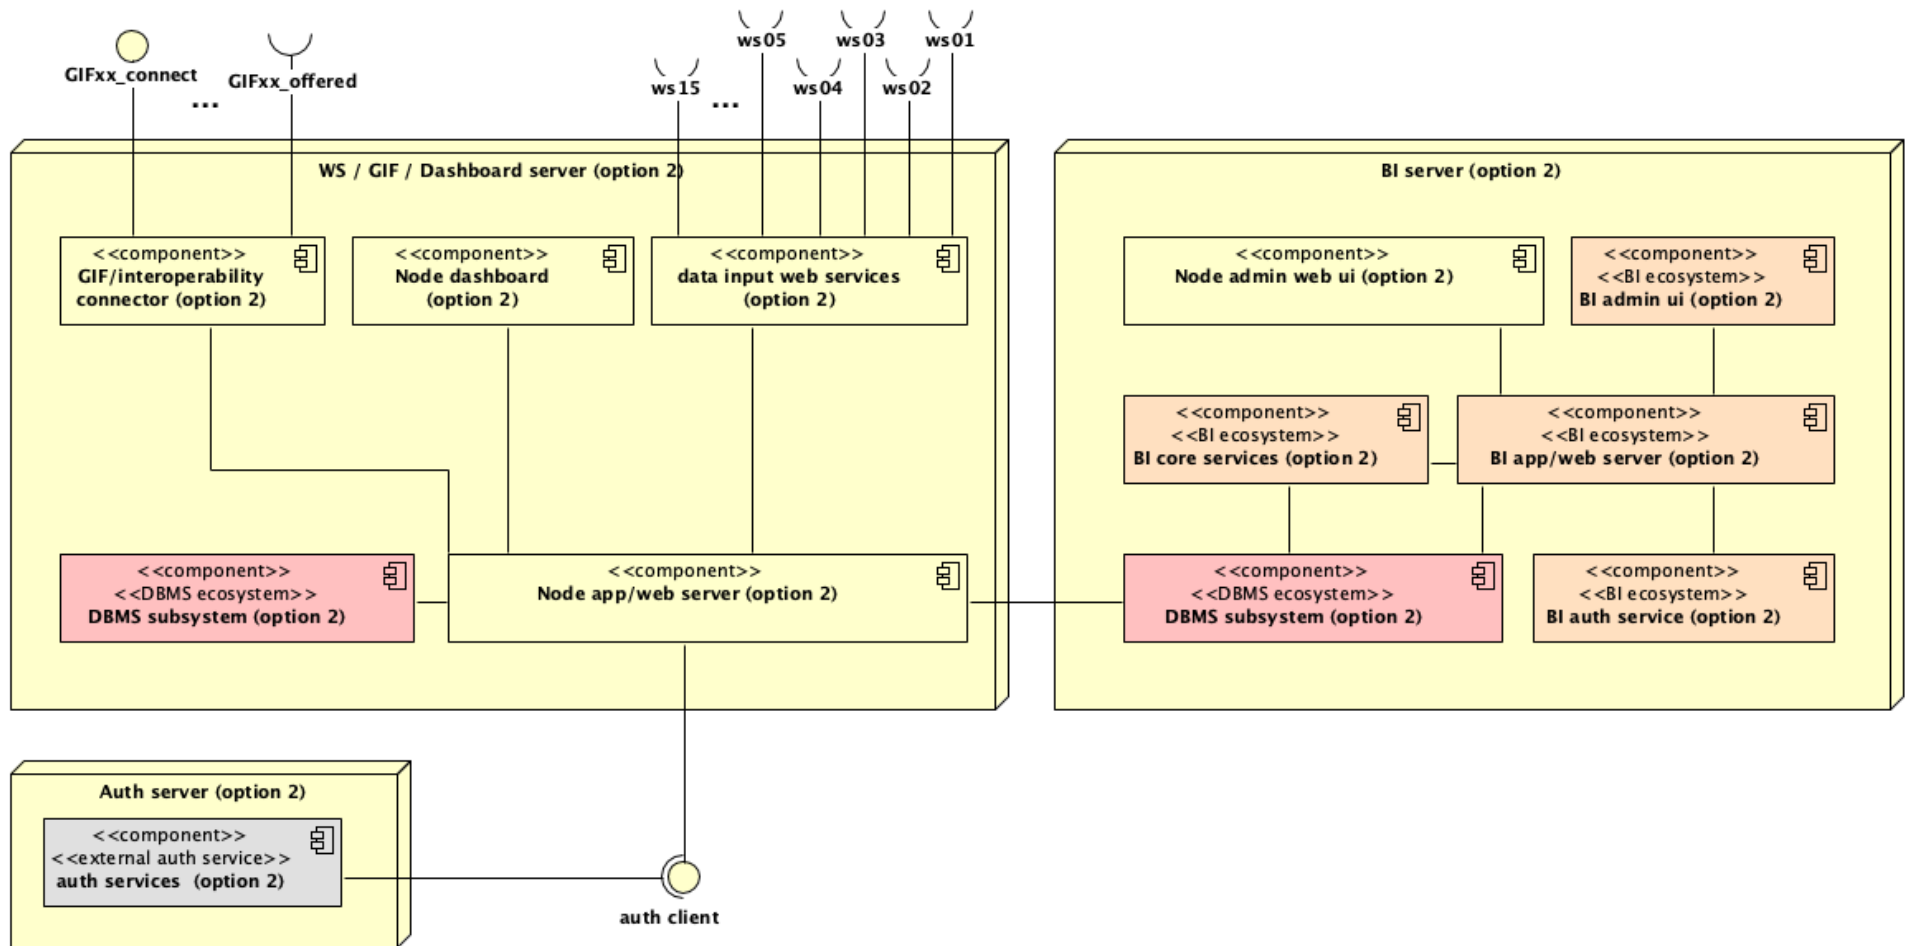 ws05
ws03
ws01
GIFxx_connect
GIFxx_offered
...
ws15
...
ws04
ws02
WS / GIF / Dashboard server (option 2)
<<component>>
GIF/interoperability
connector (option 2)
<<component>>
Node dashboard
(option 2)
<<component>>
data input web services
(option 2)
<<component>>
<<DBMS ecosystem>>
DBMS subsystem (option 2)
<<component>>
Node app/web server (option 2)
BI server (option 2)
<<component>>
Node admin web ui (option 2)
<<component>>
<<BI ecosystem>>
BI admin ui (option 2)
<<component>>
<<BI ecosystem>>
BI core services (option 2)
<<component>>
<<BI ecosystem>>
BI app/web server (option 2)
<<component>>
<<DBMS ecosystem>>
DBMS subsystem (option 2)
<<component>>
<<BI ecosystem>>
BI auth service (option 2)
Auth server (option 2)
<<component>>
<<external auth service>>
auth services (option 2)
auth client